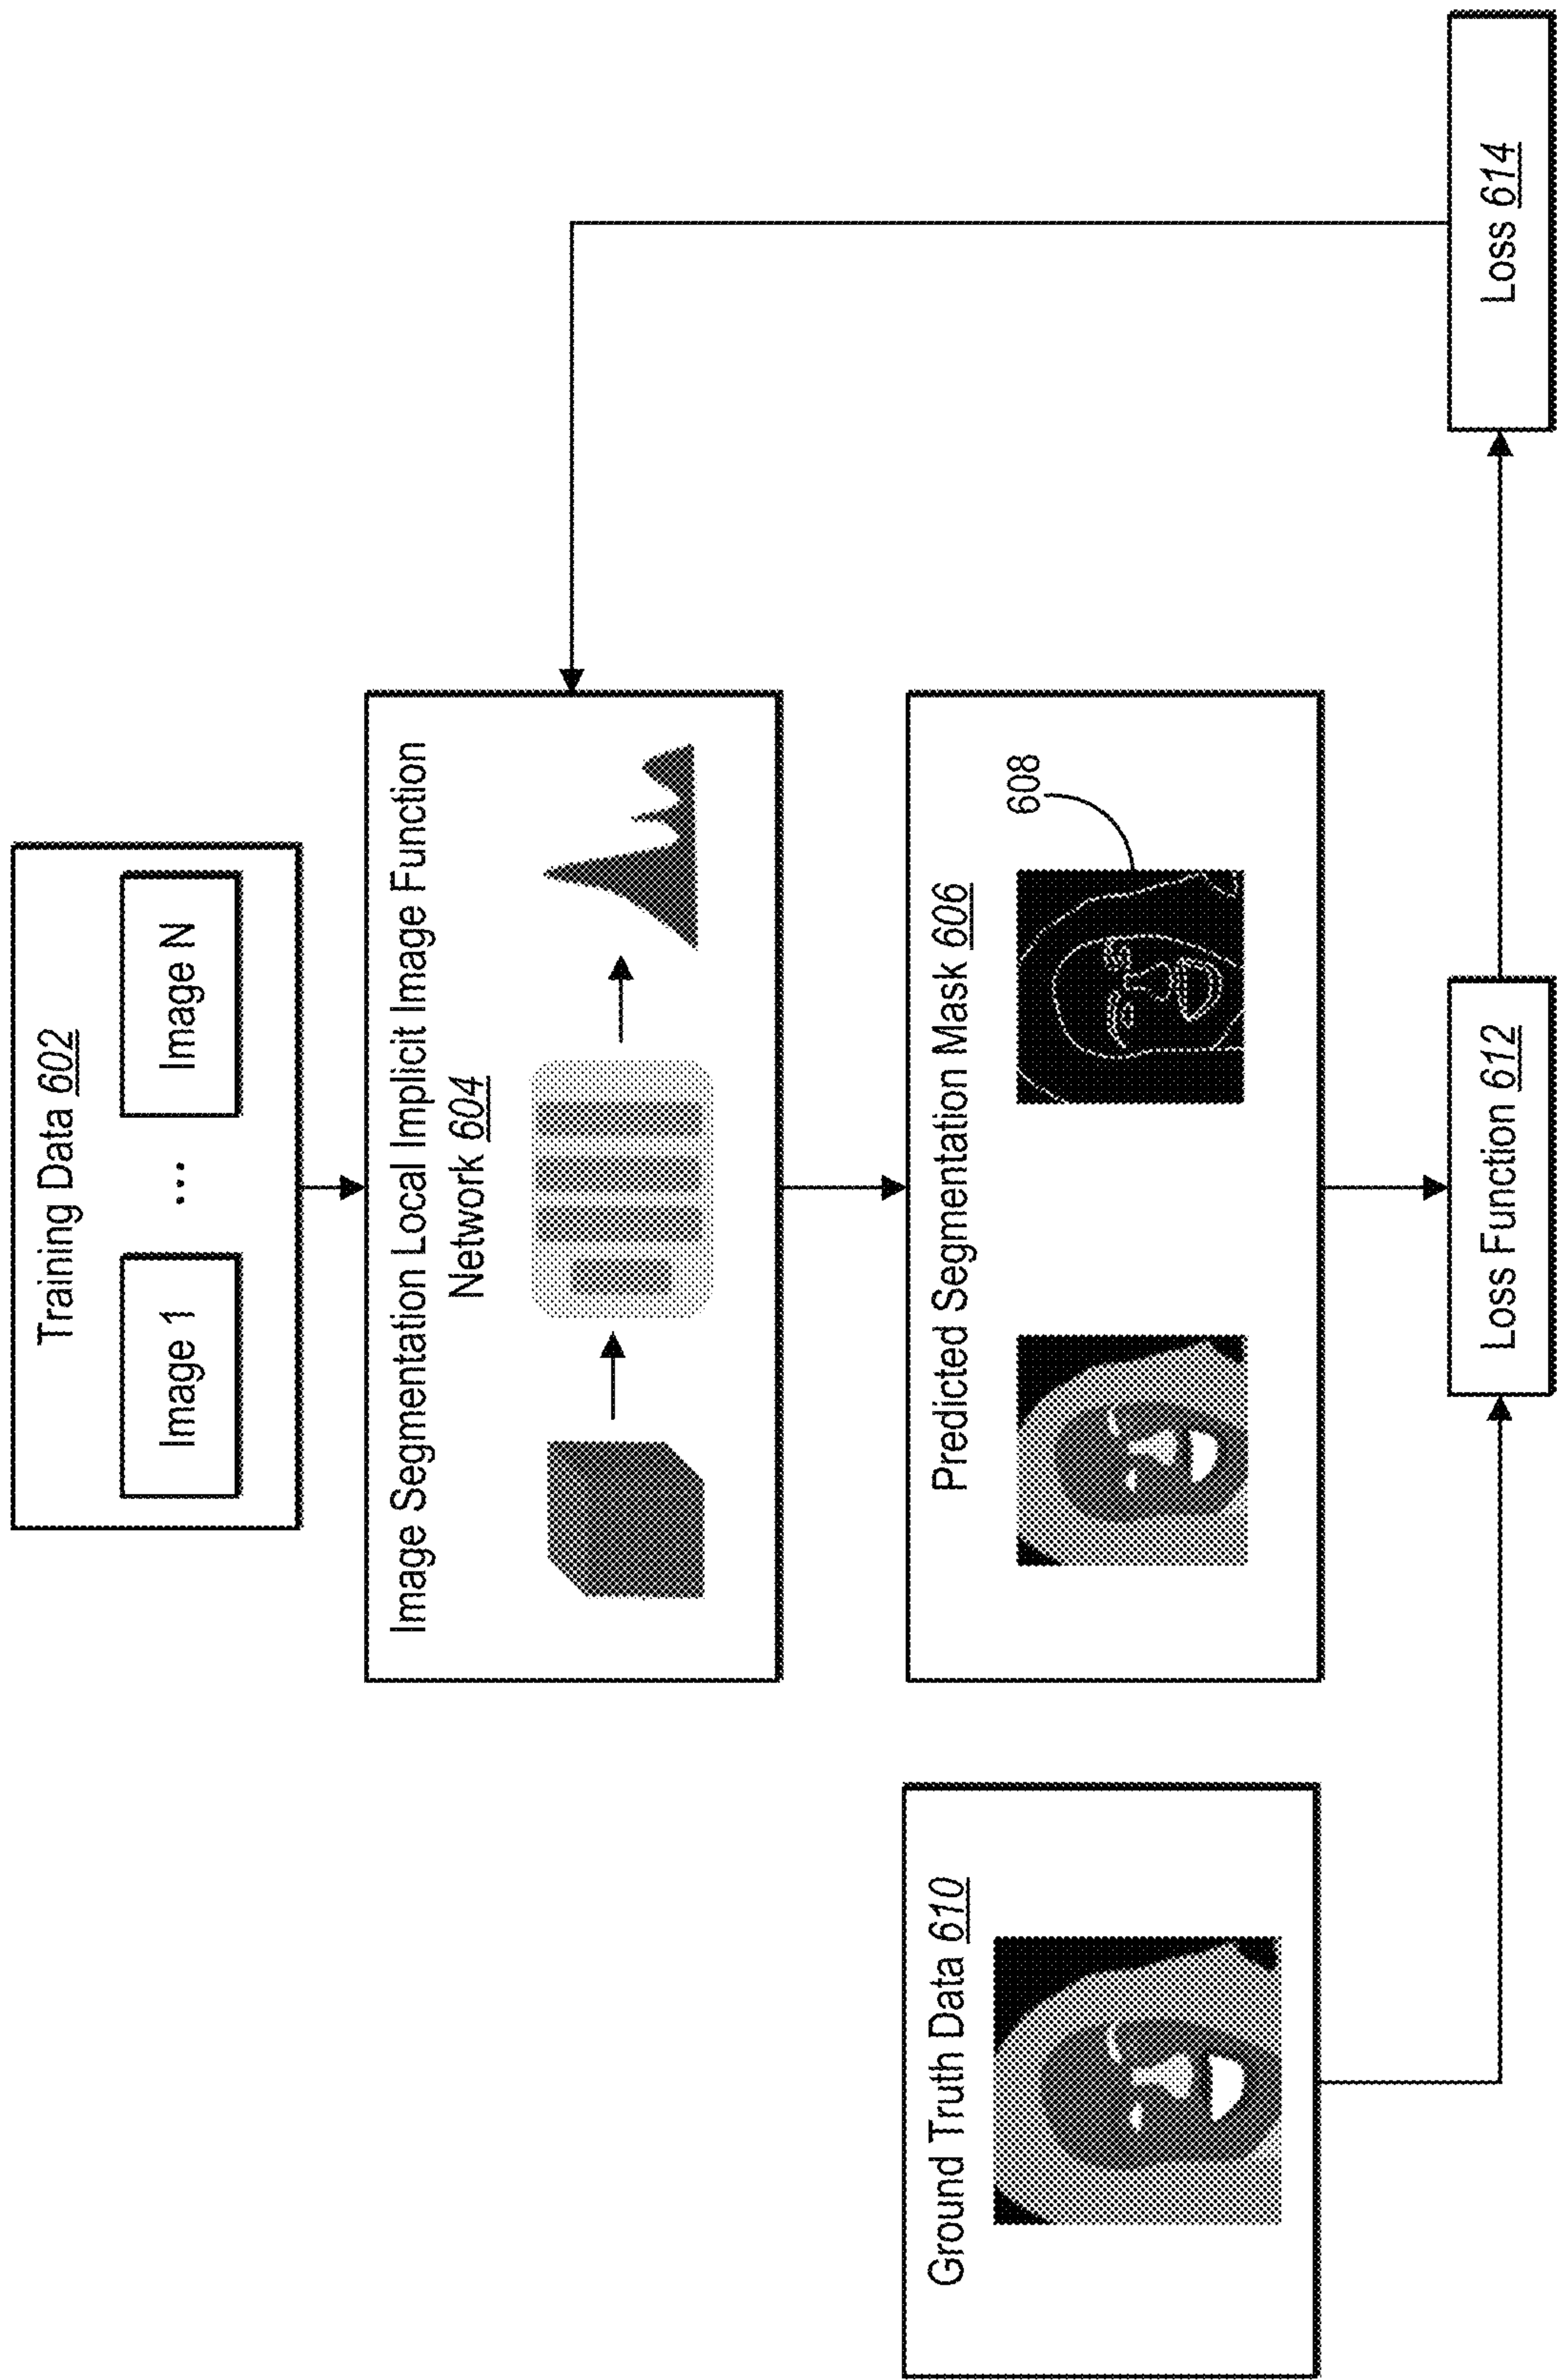 Training Data 602
Image 1
...
Image N
Image Segmentation Local Implicit Image Function
Network 604
Predicted Segmentation Mask 606
608
Ground Truth Data 610
Loss Function 612
Loss 614